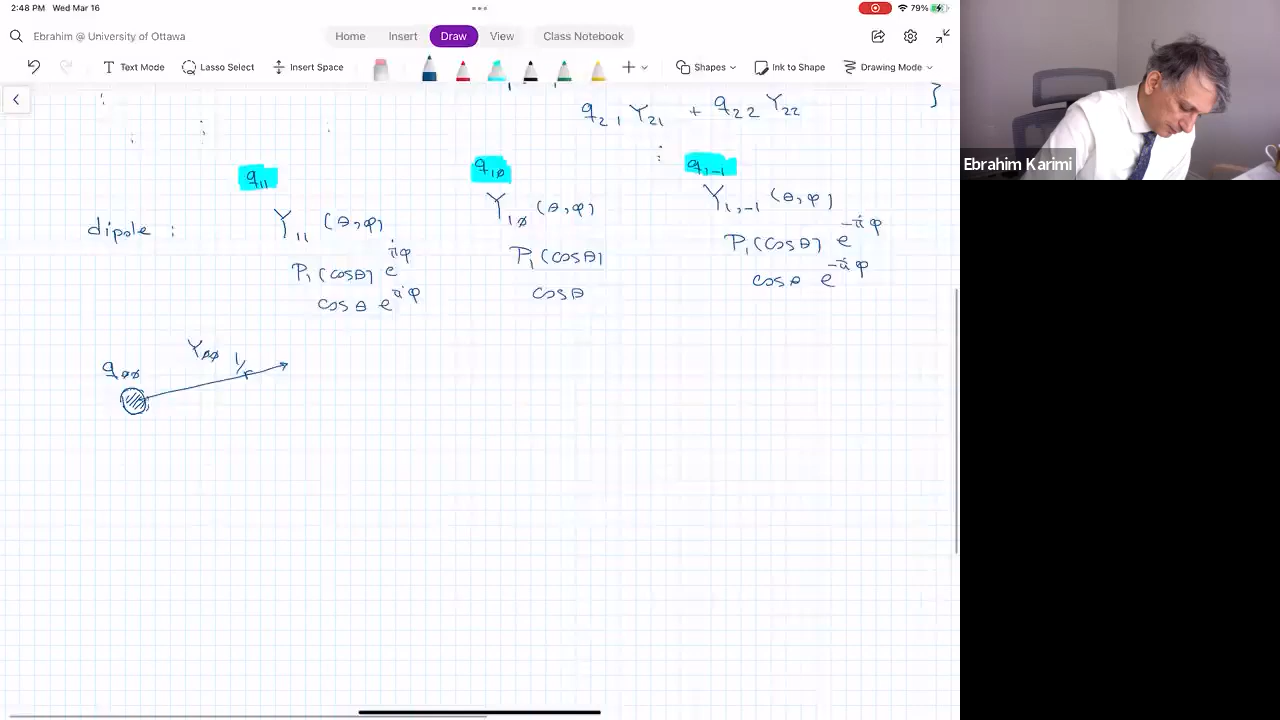 2:48 PM Wed Mar 16
79%
Ebrahim @ University of Ottawa
Home Insert Draw View Class Notebook
Text Mode Lasso Select Insert Space Shapes Ink to Shape Drawing Mode
q21 Y21 + q22 Y22 }
q11 q10 q1-1
dipole : Y11 (θ,φ) Y10 (θ,φ) Y1,-1 (θ,φ)
P1 (cosθ) e^{iφ} P1 (cosθ) P1 (cosθ) e^{-iφ}
cosθ e^{iφ} cosθ cosθ e^{-iφ}
q00 Y00 1/r
Ebrahim Karimi